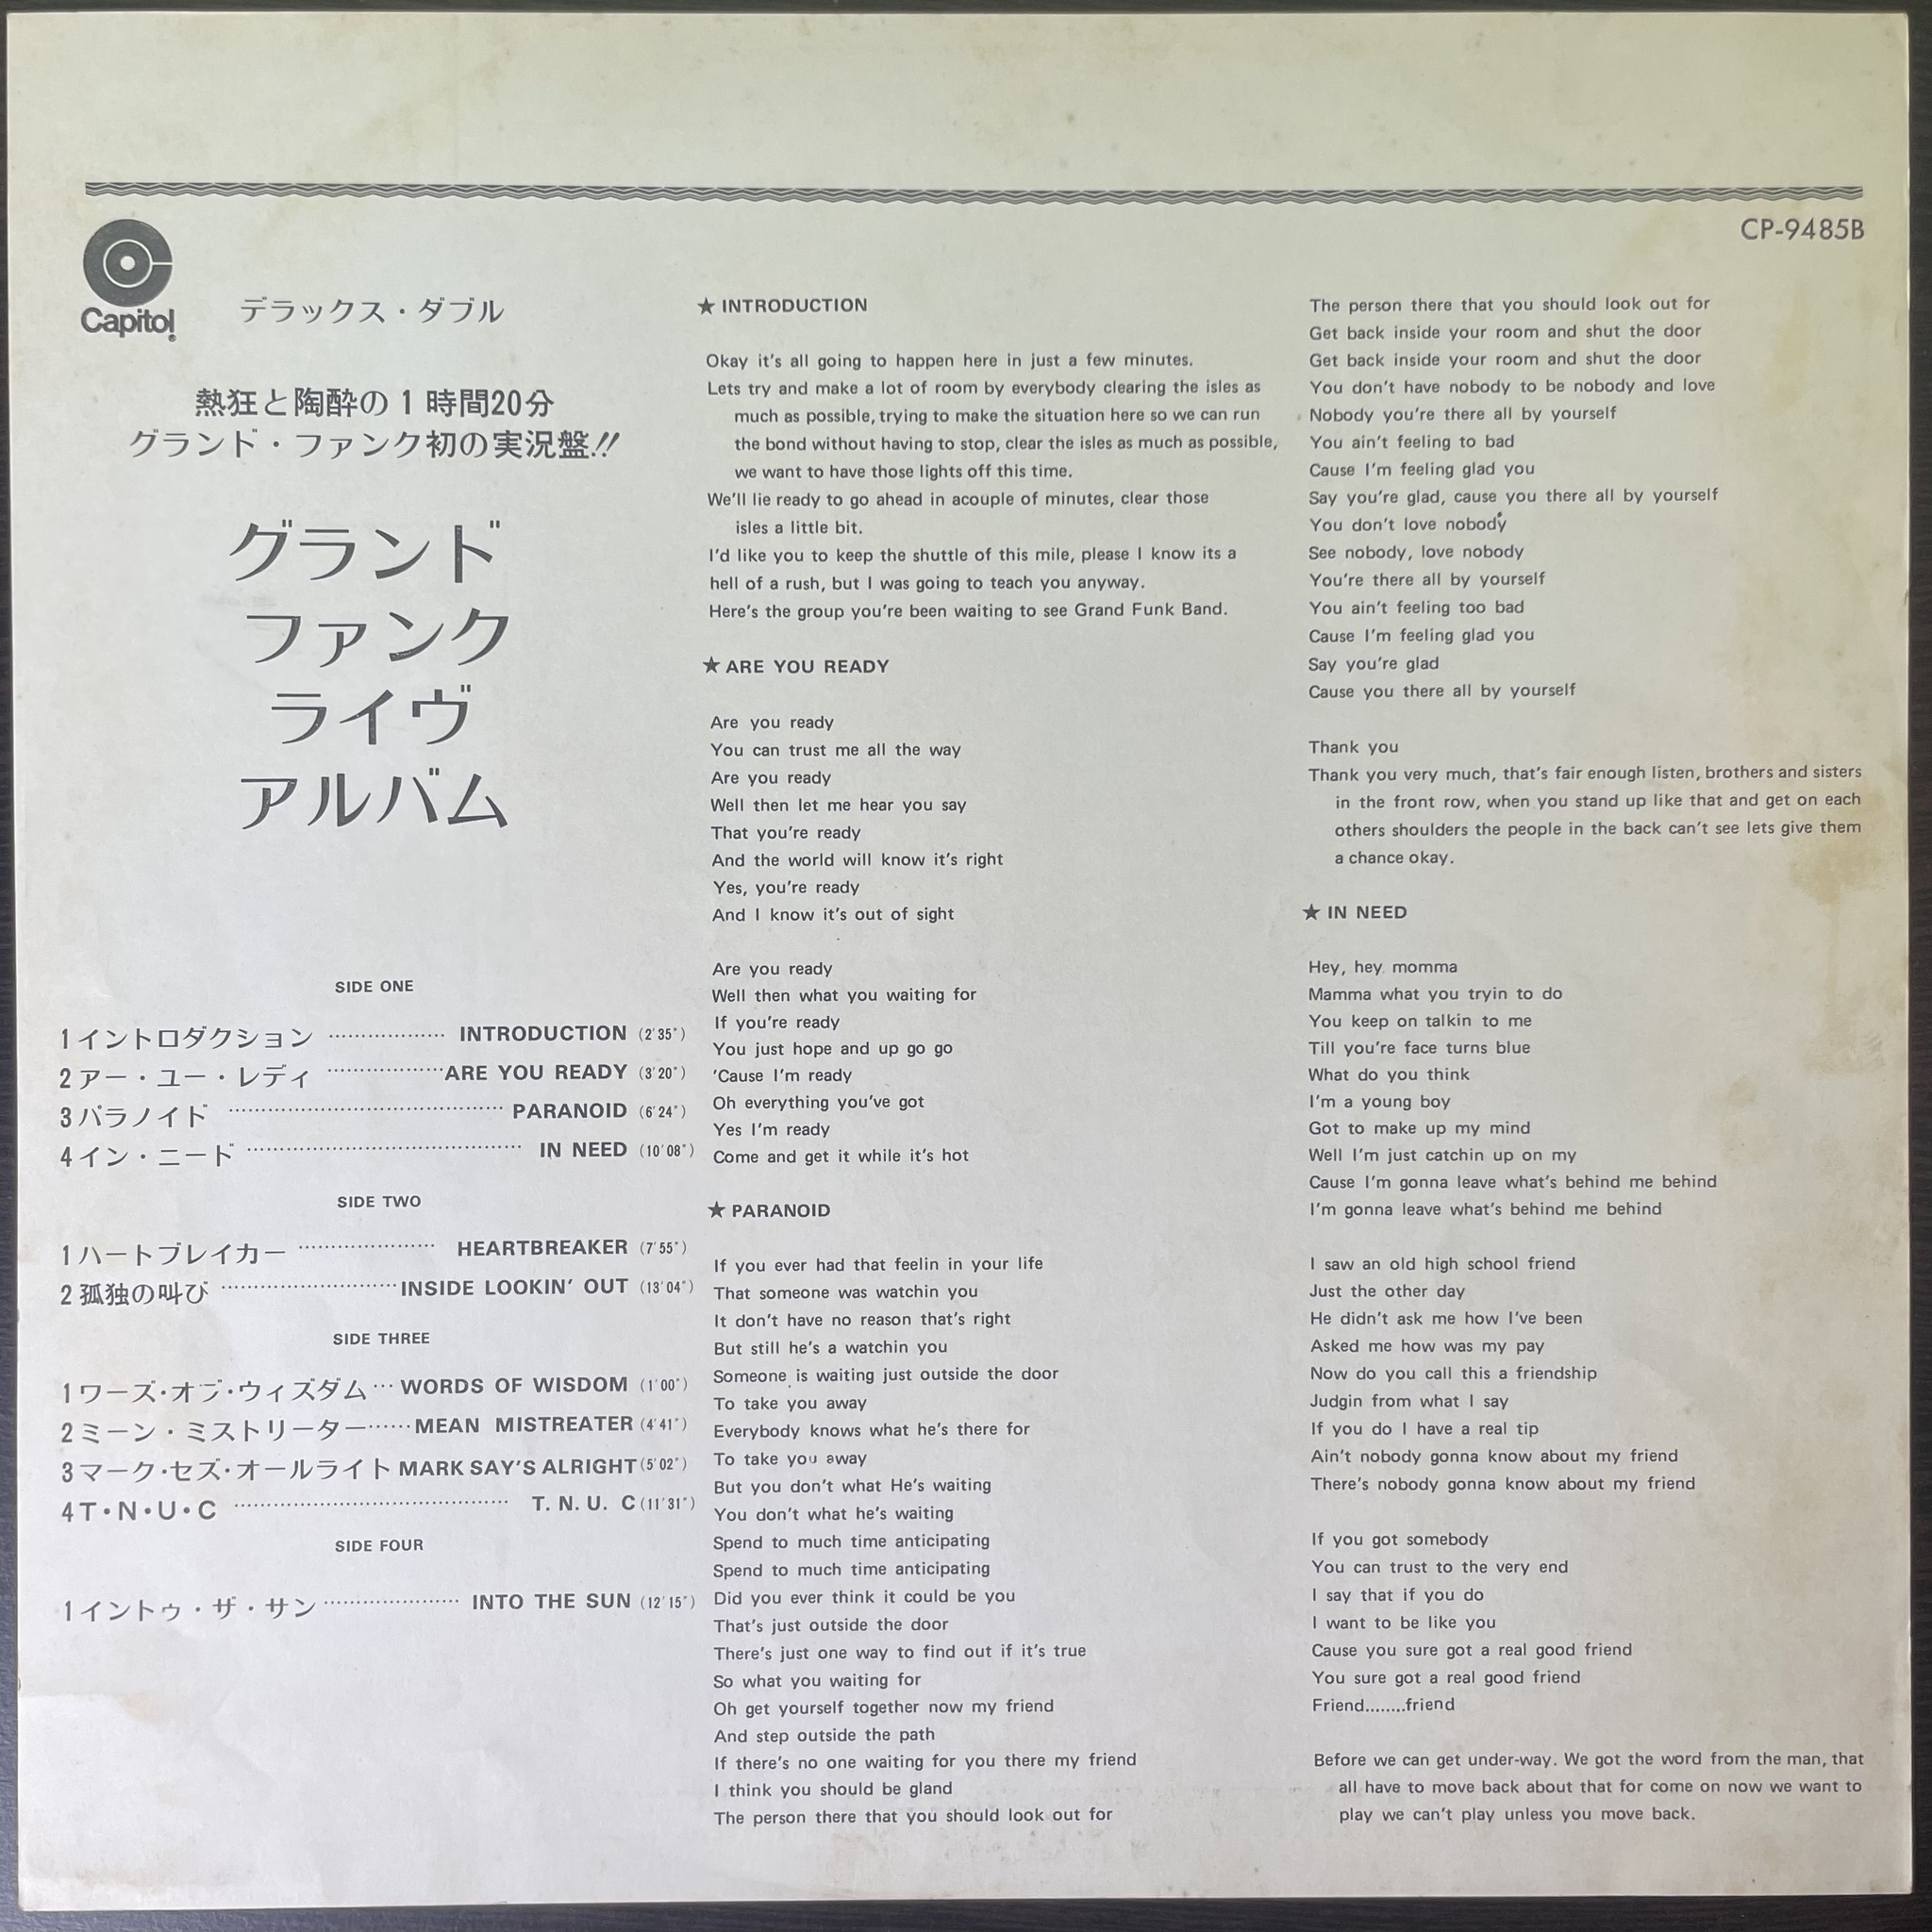 CP-9485B
Capitol
デラックス・ダブル
熱狂と陶酔の1時間20分
グランド・ファンク初の実況盤!!
グランド
ファンク
ライヴ
アルバム
SIDE ONE
1 イントロダクション ·················· INTRODUCTION (2'35")
2 アー・ユー・レディ ··················ARE YOU READY (3'20")
3 パラノイド ·········································· PARANOID (6'24")
4 イン・ニード ·········································· IN NEED (10'08")
SIDE TWO
1 ハートブレイカー ····················· HEARTBREAKER (7'55")
2 孤独の叫び ···························INSIDE LOOKIN' OUT (13'04")
SIDE THREE
1 ワーズ・オブ・ウィズダム ··· WORDS OF WISDOM (1'00")
2 ミーン・ミストリーター······MEAN MISTREATER (4'41")
3 マーク・セズ・オールライト MARK SAY'S ALRIGHT (5'02")
4 T・N・U・C ·········································· T. N. U. C (11'31")
SIDE FOUR
1 イントゥ・ザ・サン ····················· INTO THE SUN (12'15")
★ INTRODUCTION
Okay it's all going to happen here in just a few minutes.
Lets try and make a lot of room by everybody clearing the isles as
much as possible, trying to make the situation here so we can run
the bond without having to stop, clear the isles as much as possible,
we want to have those lights off this time.
We'll lie ready to go ahead in acouple of minutes, clear those
isles a little bit.
I'd like you to keep the shuttle of this mile, please I know its a
hell of a rush, but I was going to teach you anyway.
Here's the group you're been waiting to see Grand Funk Band.
★ ARE YOU READY
Are you ready
You can trust me all the way
Are you ready
Well then let me hear you say
That you're ready
And the world will know it's right
Yes, you're ready
And I know it's out of sight
Are you ready
Well then what you waiting for
If you're ready
You just hope and up go go
'Cause I'm ready
Oh everything you've got
Yes I'm ready
Come and get it while it's hot
★ PARANOID
If you ever had that feelin in your life
That someone was watchin you
It don't have no reason that's right
But still he's a watchin you
Someone is waiting just outside the door
To take you away
Everybody knows what he's there for
To take you away
But you don't what He's waiting
You don't what he's waiting
Spend to much time anticipating
Spend to much time anticipating
Did you ever think it could be you
That's just outside the door
There's just one way to find out if it's true
So what you waiting for
Oh get yourself together now my friend
And step outside the path
If there's no one waiting for you there my friend
I think you should be gland
The person there that you should look out for
The person there that you should look out for
Get back inside your room and shut the door
Get back inside your room and shut the door
You don't have nobody to be nobody and love
Nobody you're there all by yourself
You ain't feeling to bad
Cause I'm feeling glad you
Say you're glad, cause you there all by yourself
You don't love nobody
See nobody, love nobody
You're there all by yourself
You ain't feeling too bad
Cause I'm feeling glad you
Say you're glad
Cause you there all by yourself
Thank you
Thank you very much, that's fair enough listen, brothers and sisters
in the front row, when you stand up like that and get on each
others shoulders the people in the back can't see lets give them
a chance okay.
★ IN NEED
Hey, hey momma
Mamma what you tryin to do
You keep on talkin to me
Till you're face turns blue
What do you think
I'm a young boy
Got to make up my mind
Well I'm just catchin up on my
Cause I'm gonna leave what's behind me behind
I'm gonna leave what's behind me behind
I saw an old high school friend
Just the other day
He didn't ask me how I've been
Asked me how was my pay
Now do you call this a friendship
Judgin from what I say
If you do I have a real tip
Ain't nobody gonna know about my friend
There's nobody gonna know about my friend
If you got somebody
You can trust to the very end
I say that if you do
I want to be like you
Cause you sure got a real good friend
You sure got a real good friend
Friend........friend
Before we can get under-way. We got the word from the man, that
all have to move back about that for come on now we want to
play we can't play unless you move back.